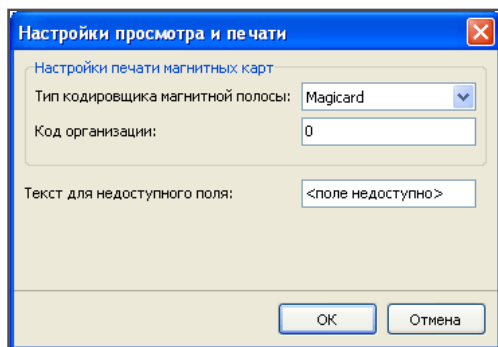 Настройки просмотра и печати
Настройки печати магнитных карт
Тип кодировщика магнитной полосы: Magicard
Код организации: 0
Текст для недоступного поля: <поле недоступно>
ОК Отмена